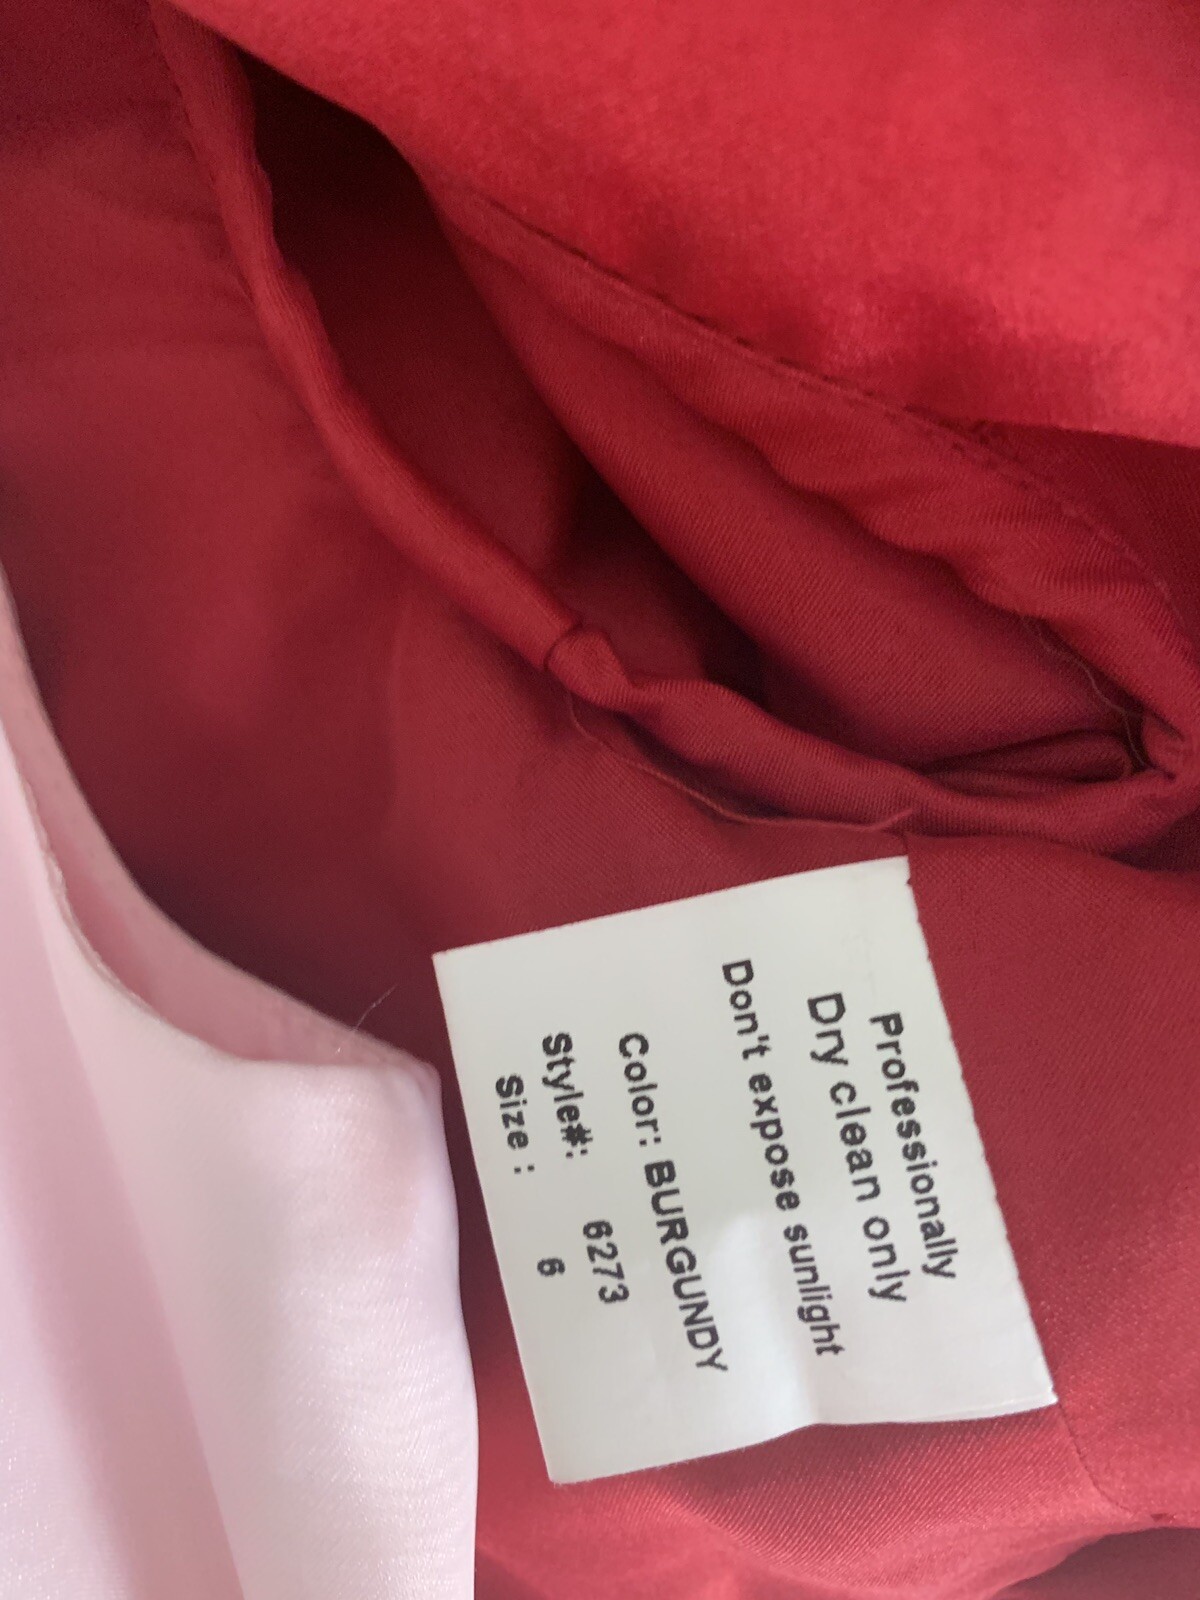 Professionally
Dry clean only
Don't expose sunlight
Color: BURGUNDY
Style#: 6273
Size : 6